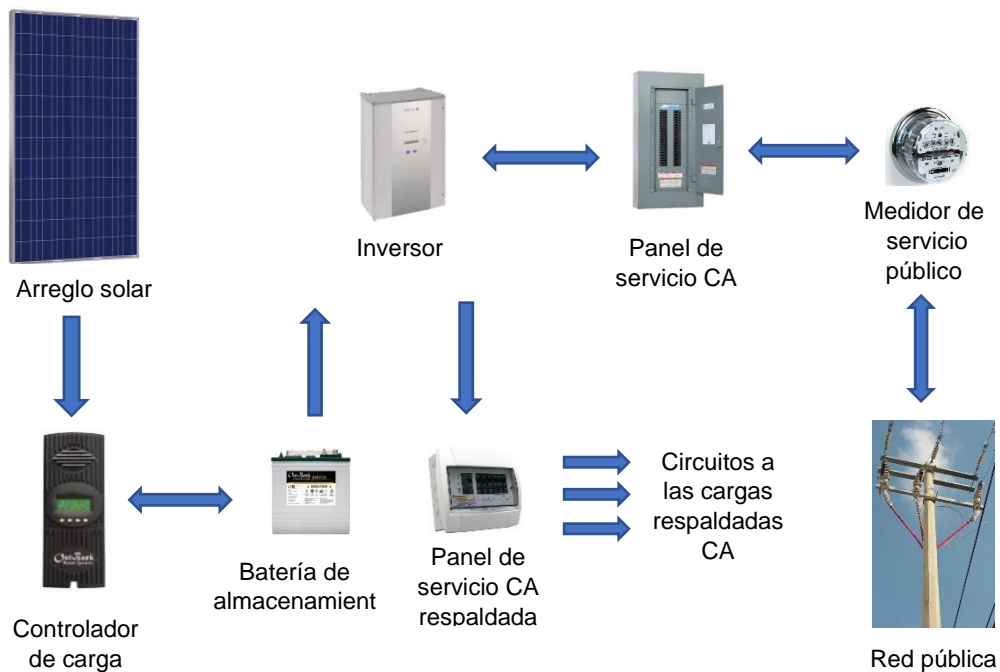 Arreglo solar
Inversor
Panel de
servicio CA
Medidor de
servicio
público
Controlador
de carga
Batería de
almacenamient
Panel de
servicio CA
respaldada
Circuitos a
las cargas
respaldadas
CA
Red pública
OutBack